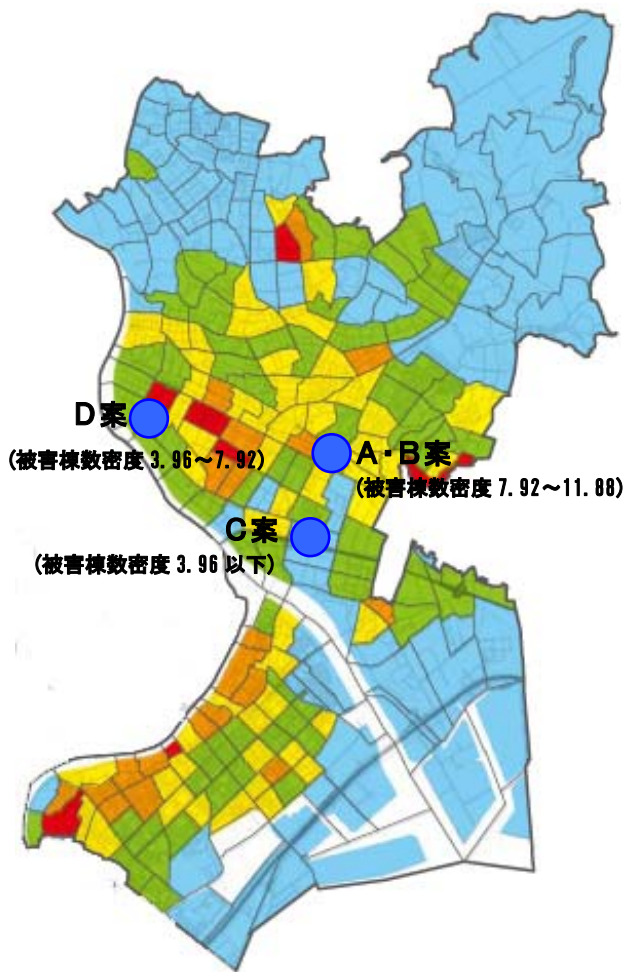 D案
(被害棟数密度 3.96~7.92)
A・B案
(被害棟数密度 7.92~11.88)
C案
(被害棟数密度 3.96 以下)